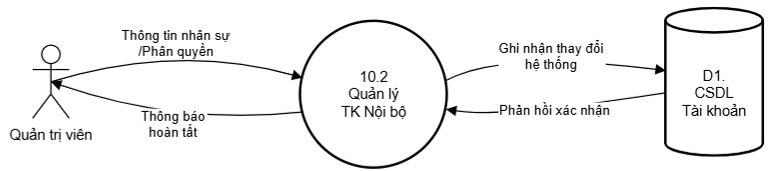 Thông tin nhân sự
/Phân quyền
Quản trị viên
Thông báo
hoàn tất
10.2
Quản lý
TK Nội bộ
Ghi nhận thay đổi
hệ thống
Phản hồi xác nhận
D1.
CSDL
Tài khoản